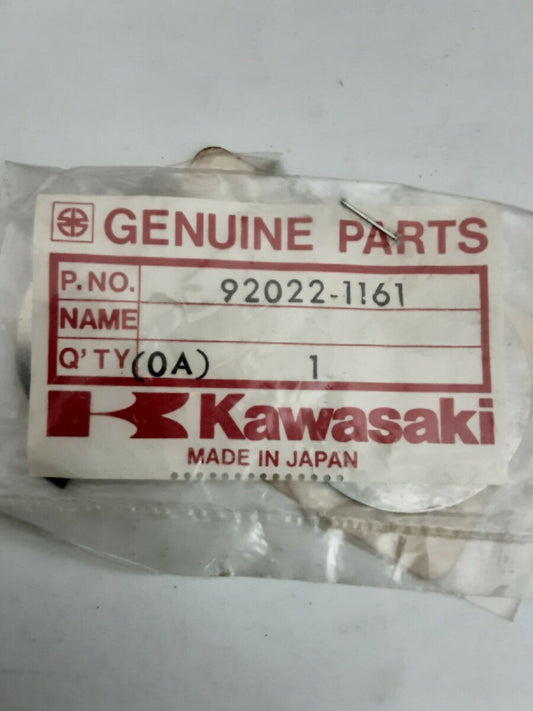 GENUINE PARTS
P.NO. 92022-1161
NAME
Q'TY (0A) 1
Kawasaki
MADE IN JAPAN